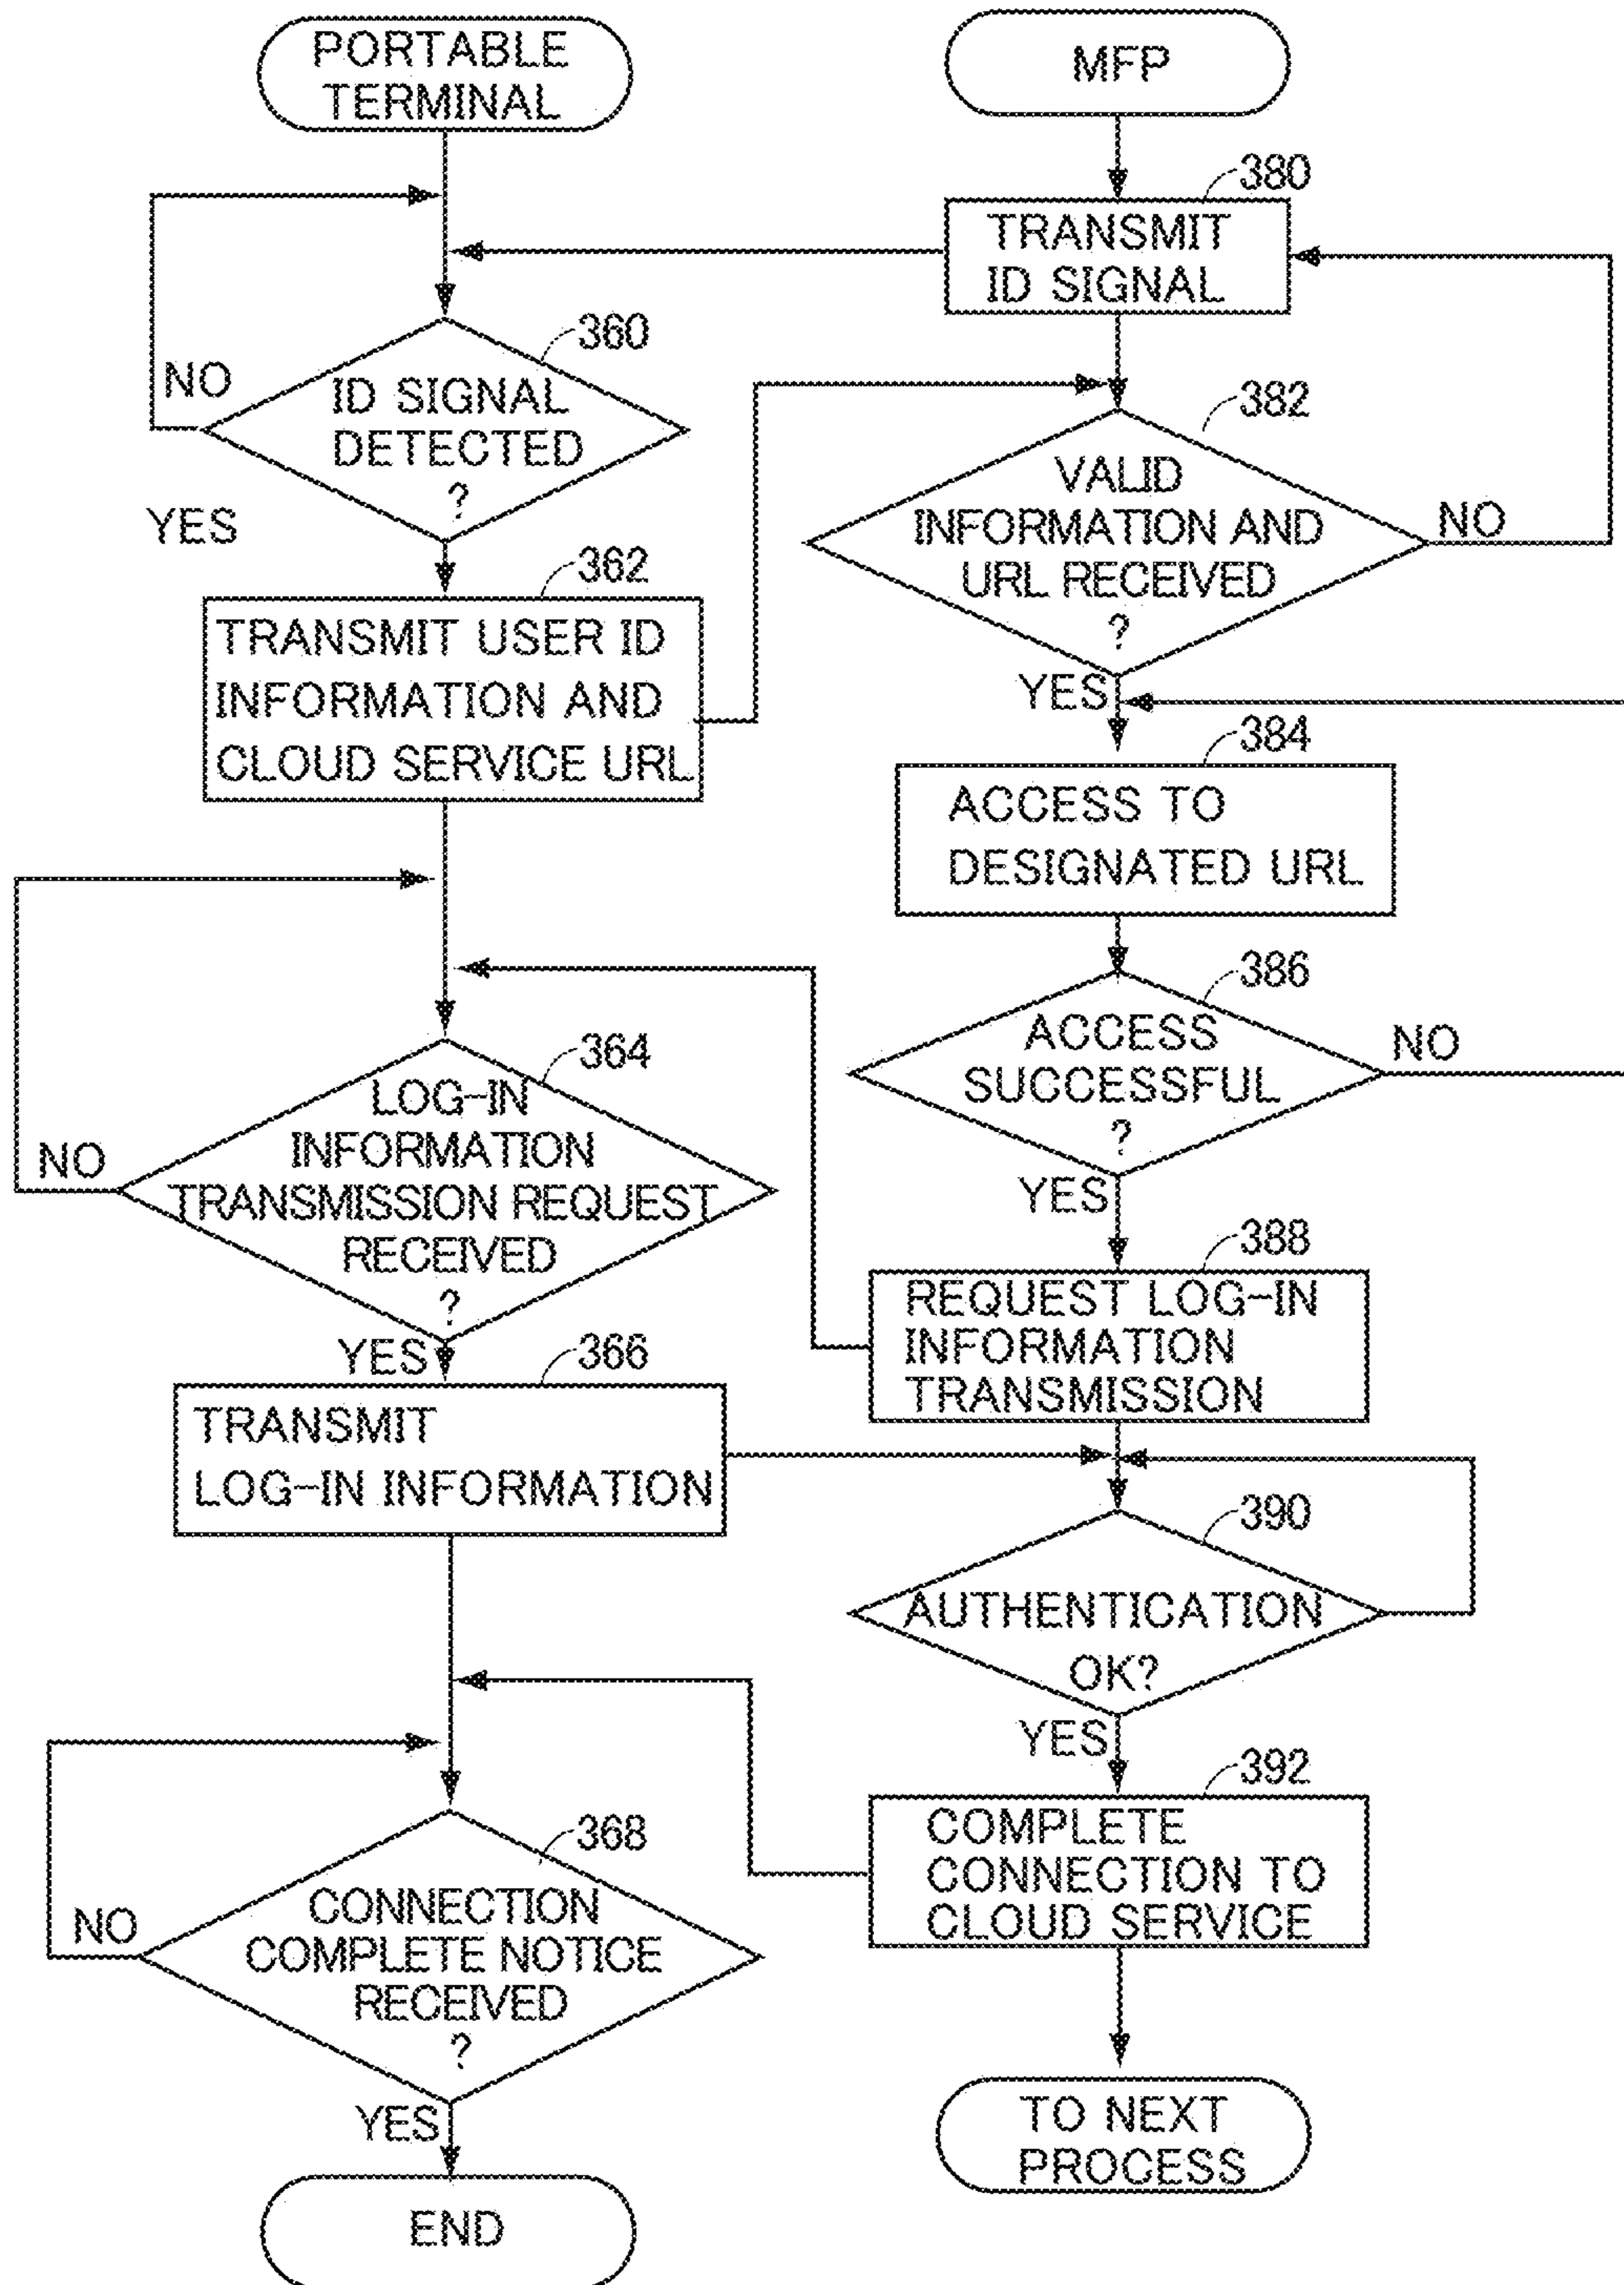 PORTABLE
TERMINAL
360
NO
ID SIGNAL
DETECTED
?
YES
362
TRANSMIT USER ID
INFORMATION AND
CLOUD SERVICE URL
364
LOG-IN
INFORMATION
TRANSMISSION REQUEST
RECEIVED
?
NO
YES
366
TRANSMIT
LOG-IN INFORMATION
368
CONNECTION
COMPLETE NOTICE
RECEIVED
?
NO
YES
END
MFP
380
TRANSMIT
ID SIGNAL
382
VALID
INFORMATION AND
URL RECEIVED
?
NO
YES
384
ACCESS TO
DESIGNATED URL
386
ACCESS
SUCCESSFUL
?
NO
YES
388
REQUEST LOG-IN
INFORMATION
TRANSMISSION
390
AUTHENTICATION
OK?
YES
392
COMPLETE
CONNECTION TO
CLOUD SERVICE
TO NEXT
PROCESS